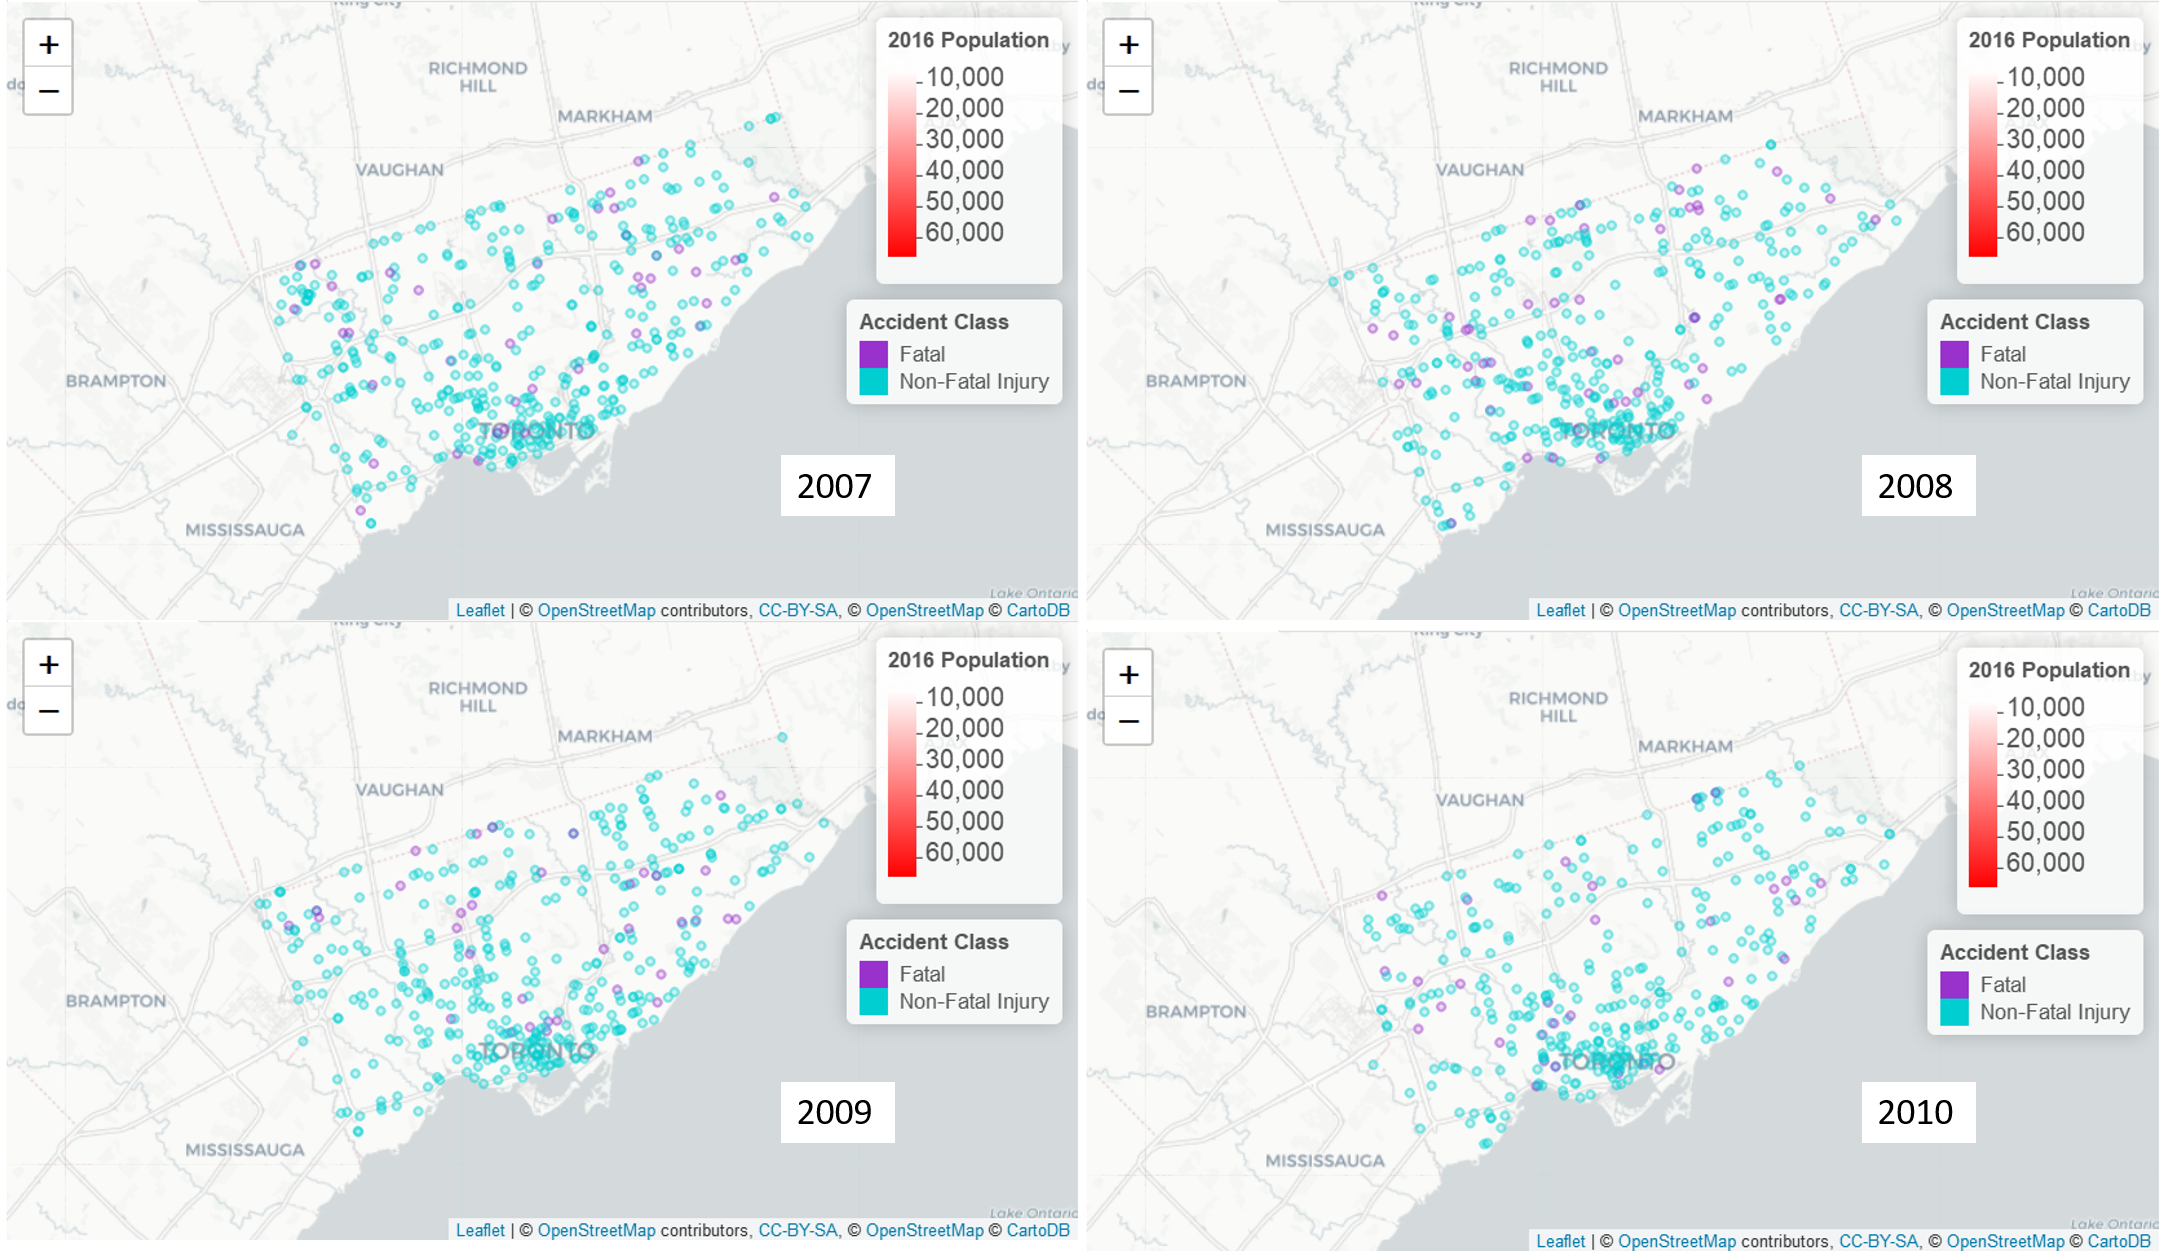 King City
+
−
RICHMOND
HILL
MARKHAM
VAUGHAN
BRAMPTON
TORONTO
MISSISSAUGA
2016 Population
10,000
20,000
30,000
40,000
50,000
60,000
Accident Class
Fatal
Non-Fatal Injury
2007
Lake Ontario
Leaflet | © OpenStreetMap contributors, CC-BY-SA, © OpenStreetMap © CartoDB
King City
+
−
RICHMOND
HILL
MARKHAM
VAUGHAN
BRAMPTON
TORONTO
MISSISSAUGA
2016 Population
10,000
20,000
30,000
40,000
50,000
60,000
Accident Class
Fatal
Non-Fatal Injury
2008
Lake Ontario
Leaflet | © OpenStreetMap contributors, CC-BY-SA, © OpenStreetMap © CartoDB
King City
+
−
RICHMOND
HILL
MARKHAM
VAUGHAN
BRAMPTON
TORONTO
MISSISSAUGA
2016 Population
10,000
20,000
30,000
40,000
50,000
60,000
Accident Class
Fatal
Non-Fatal Injury
2009
Lake Ontario
Leaflet | © OpenStreetMap contributors, CC-BY-SA, © OpenStreetMap © CartoDB
King City
+
−
RICHMOND
HILL
MARKHAM
VAUGHAN
BRAMPTON
TORONTO
MISSISSAUGA
2016 Population
10,000
20,000
30,000
40,000
50,000
60,000
Accident Class
Fatal
Non-Fatal Injury
2010
Lake Ontario
Leaflet | © OpenStreetMap contributors, CC-BY-SA, © OpenStreetMap © CartoDB